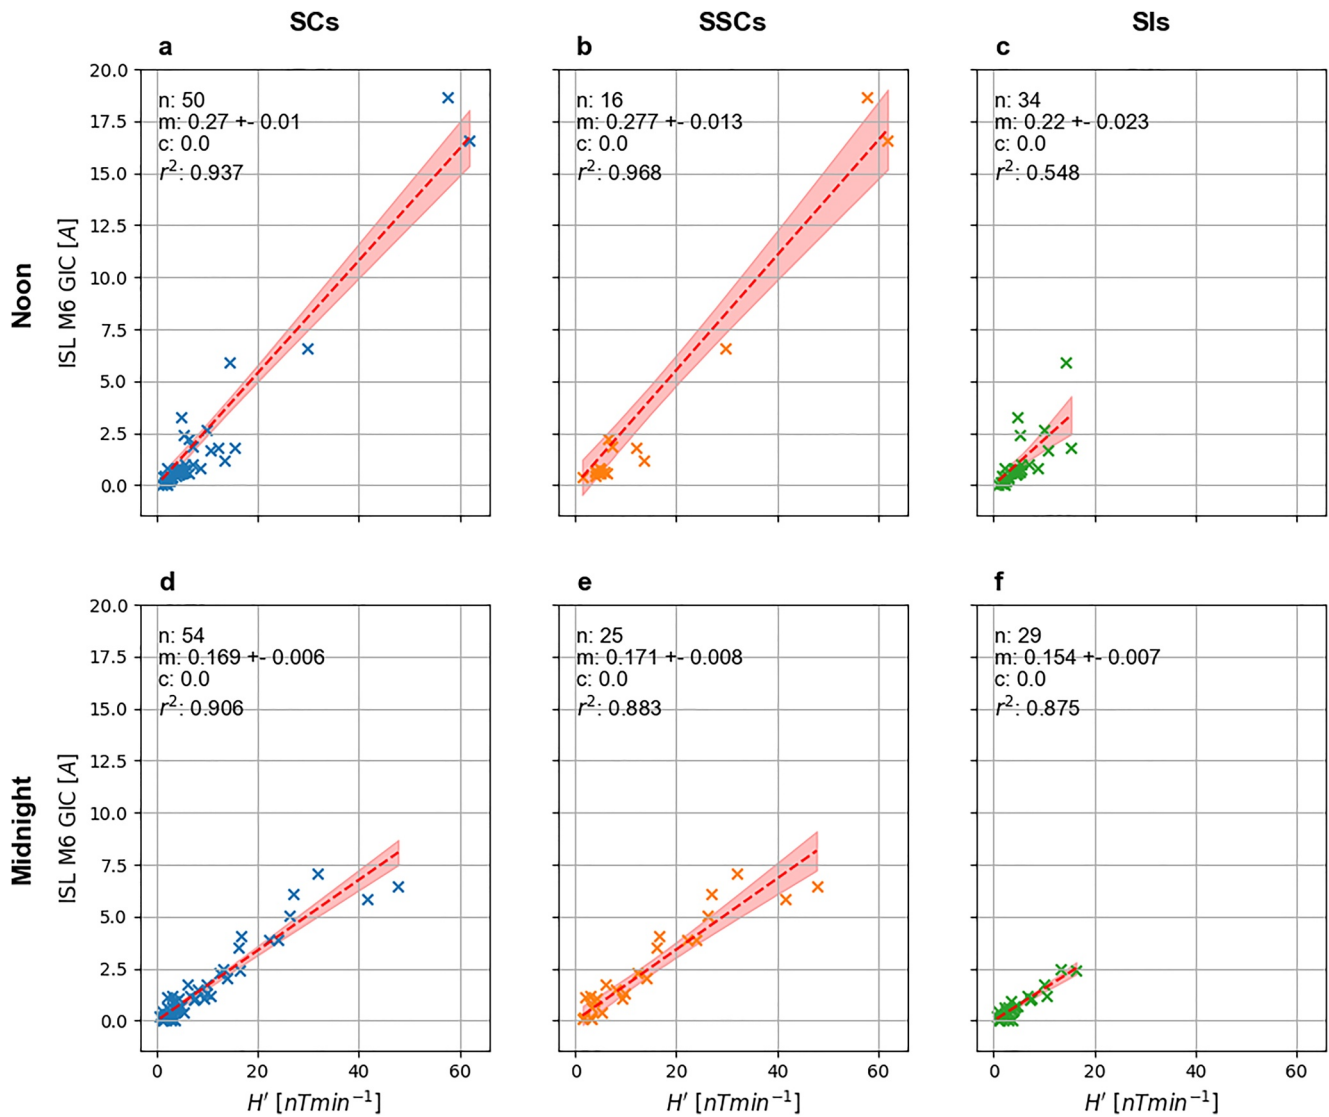 SCs
SSCs
SIs
a
b
c
Noon
ISL M6 GIC [A]
20.0
17.5
15.0
12.5
10.0
7.5
5.0
2.5
0.0
n: 50
m: 0.27 +- 0.01
c: 0.0
r²: 0.937
n: 16
m: 0.277 +- 0.013
c: 0.0
r²: 0.968
n: 34
m: 0.22 +- 0.023
c: 0.0
r²: 0.548
d
e
f
Midnight
ISL M6 GIC [A]
20.0
17.5
15.0
12.5
10.0
7.5
5.0
2.5
0.0
n: 54
m: 0.169 +- 0.006
c: 0.0
r²: 0.906
n: 25
m: 0.171 +- 0.008
c: 0.0
r²: 0.883
n: 29
m: 0.154 +- 0.007
c: 0.0
r²: 0.875
0 20 40 60
0 20 40 60
0 20 40 60
H′ [nTmin⁻¹]
H′ [nTmin⁻¹]
H′ [nTmin⁻¹]